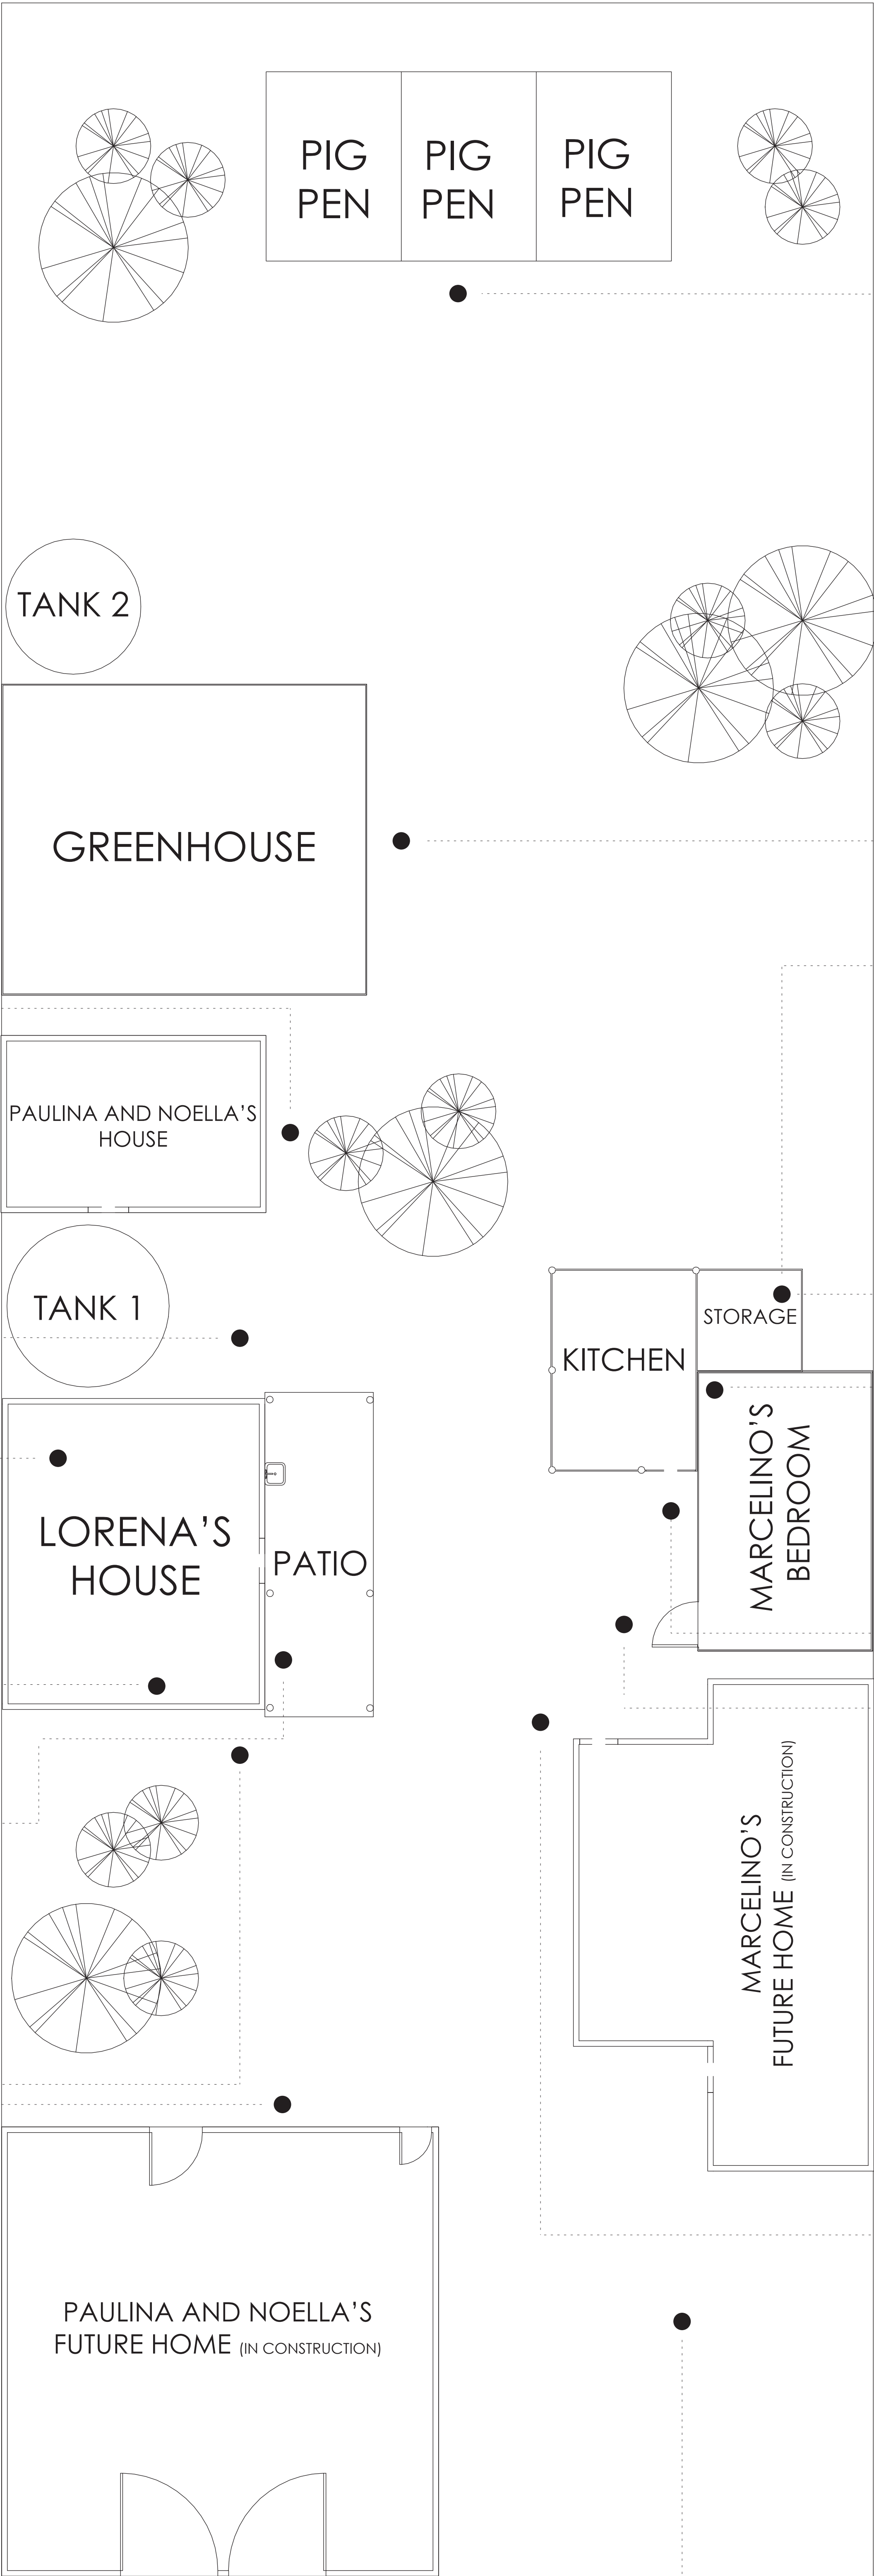 PIG
PEN
PIG
PEN
PIG
PEN
TANK 2
GREENHOUSE
PAULINA AND NOELLA'S
HOUSE
TANK 1
STORAGE
KITCHEN
MARCELINO'S
BEDROOM
LORENA'S
HOUSE
PATIO
MARCELINO'S
FUTURE HOME (IN CONSTRUCTION)
PAULINA AND NOELLA'S
FUTURE HOME (IN CONSTRUCTION)